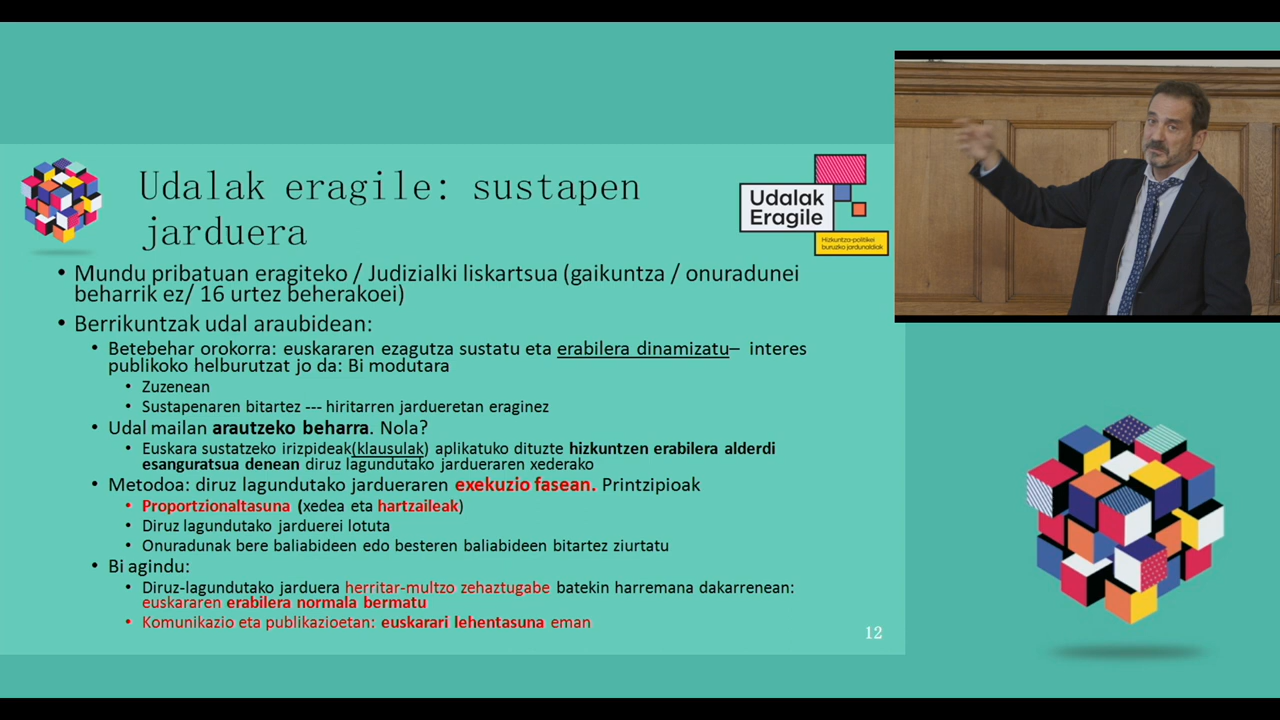 Udalak eragile: sustapen
jarduera
Udalak
Eragile
Hizkuntza-politikei
buruzko jardunaldiak
• Mundu pribatuan eragiteko / Judizialki liskartsua (gaikuntza / onuradunei
beharrik ez/ 16 urtez beherakoei)
• Berrikuntzak udal araubidean:
• Betebehar orokorra: euskararen ezagutza sustatu eta erabilera dinamizatu– interes
publikoko helburutzat jo da: Bi modutara
• Zuzenean
• Sustapenaren bitartez --- hiritarren jardueretan eraginez
• Udal mailan arautzeko beharra. Nola?
• Euskara sustatzeko irizpideak(klausulak) aplikatuko dituzte hizkuntzen erabilera alderdi
esanguratsua denean diruz lagundutako jardueraren xederako
• Metodoa: diruz lagundutako jardueraren exekuzio fasean. Printzipioak
• Proportzionaltasuna (xedea eta hartzaileak)
• Diruz lagundutako jarduerei lotuta
• Onuradunak bere baliabideen edo besteren baliabideen bitartez ziurtatu
• Bi agindu:
• Diruz-lagundutako jarduera herritar-multzo zehaztugabe batekin harremana dakarrenean:
euskararen erabilera normala bermatu
• Komunikazio eta publikazioetan: euskarari lehentasuna eman
12